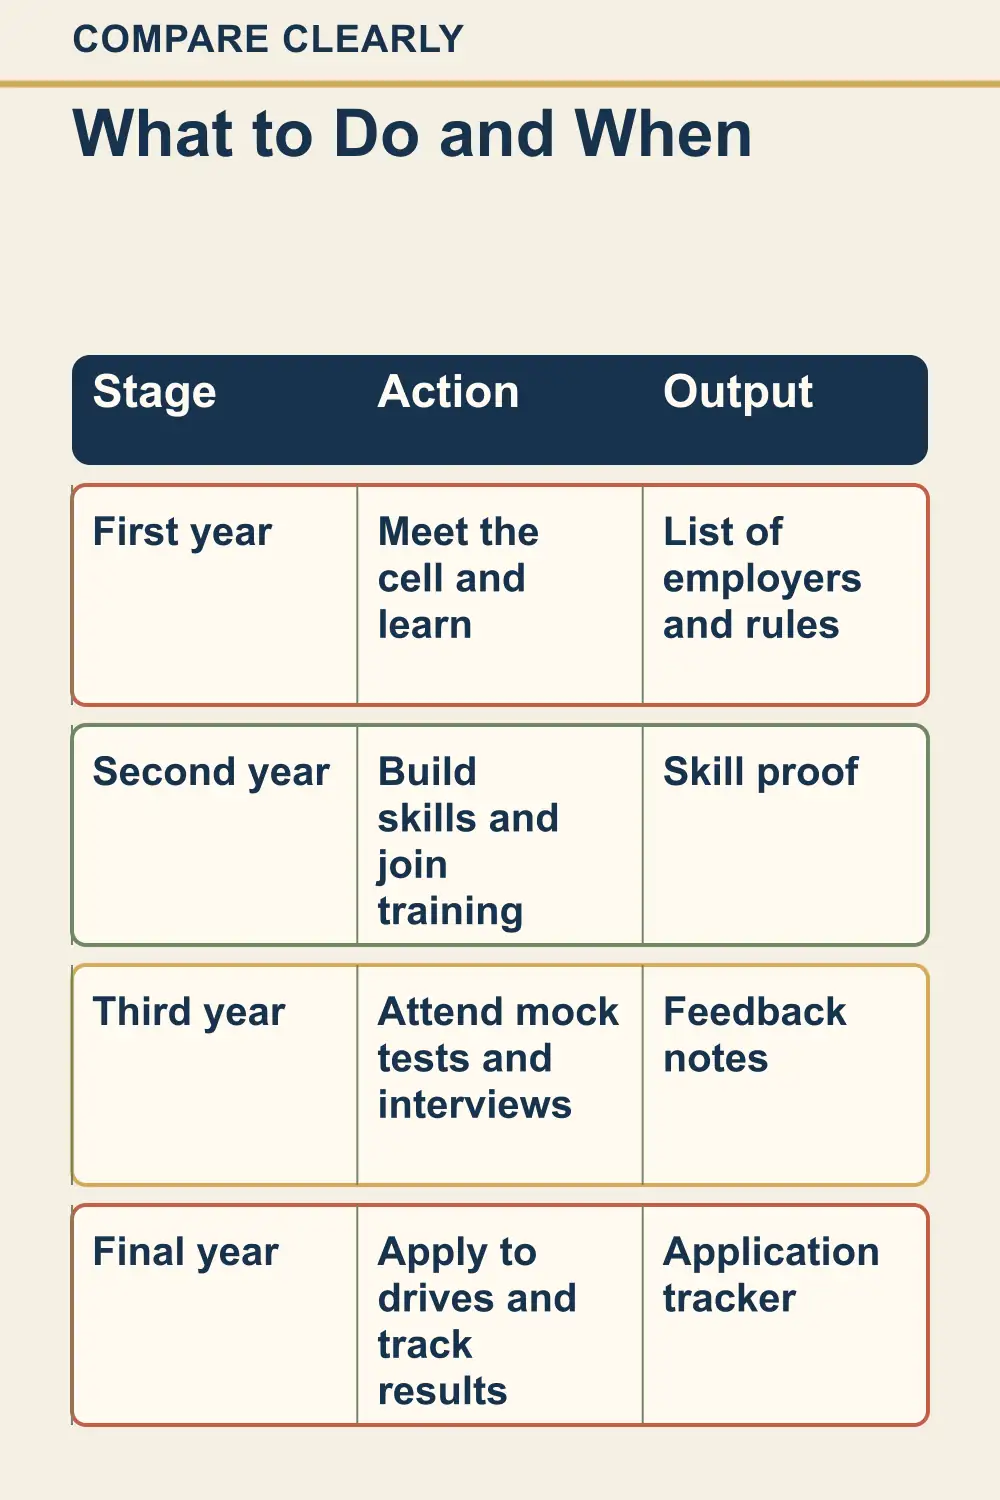 COMPARE CLEARLY
What to Do and When
Stage Action Output
First year
Meet the
cell and
learn
List of
employers
and rules
Second year
Build
skills and
join
training
Skill proof
Third year
Attend mock
tests and
interviews
Feedback
notes
Final year
Apply to
drives and
track
results
Application
tracker